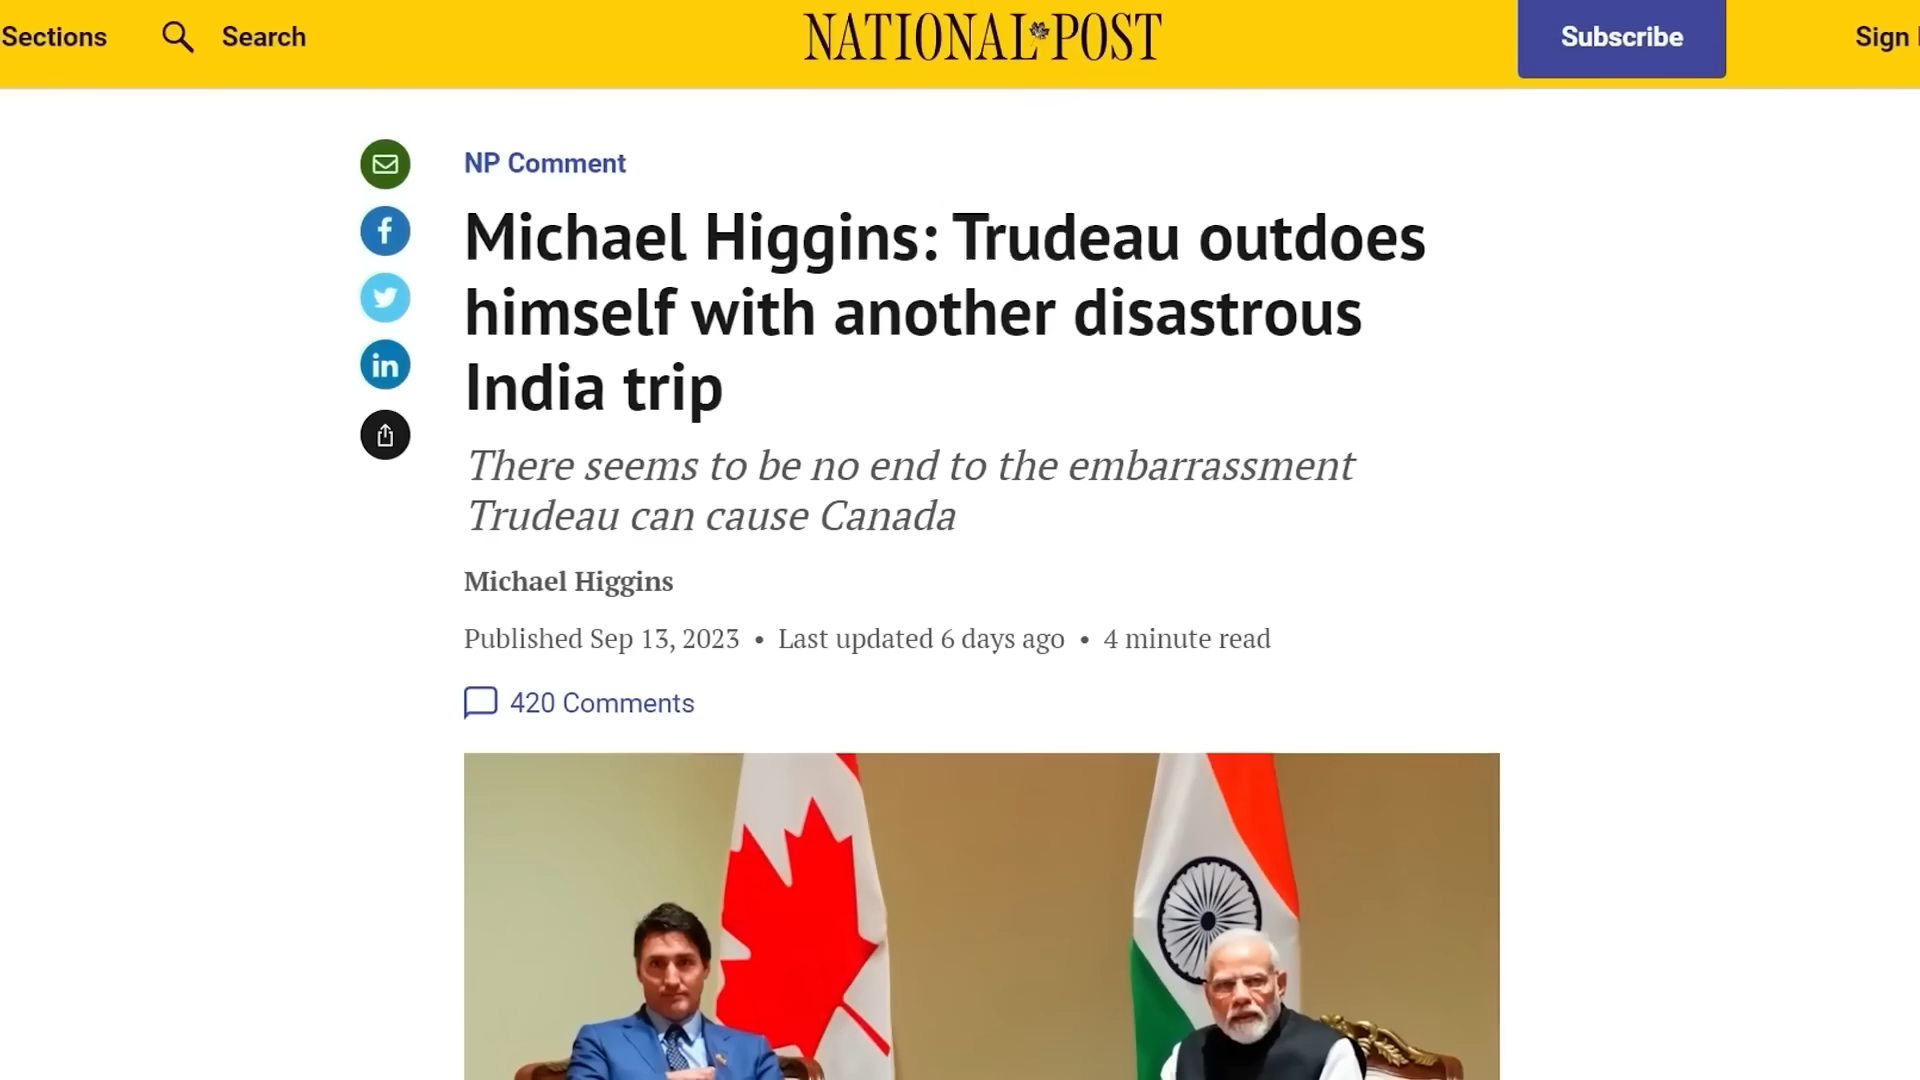 Sections
Search
NATIONAL POST
Subscribe
Sign
NP Comment
Michael Higgins: Trudeau outdoes
himself with another disastrous
India trip
There seems to be no end to the embarrassment
Trudeau can cause Canada
Michael Higgins
Published Sep 13, 2023 • Last updated 6 days ago • 4 minute read
420 Comments